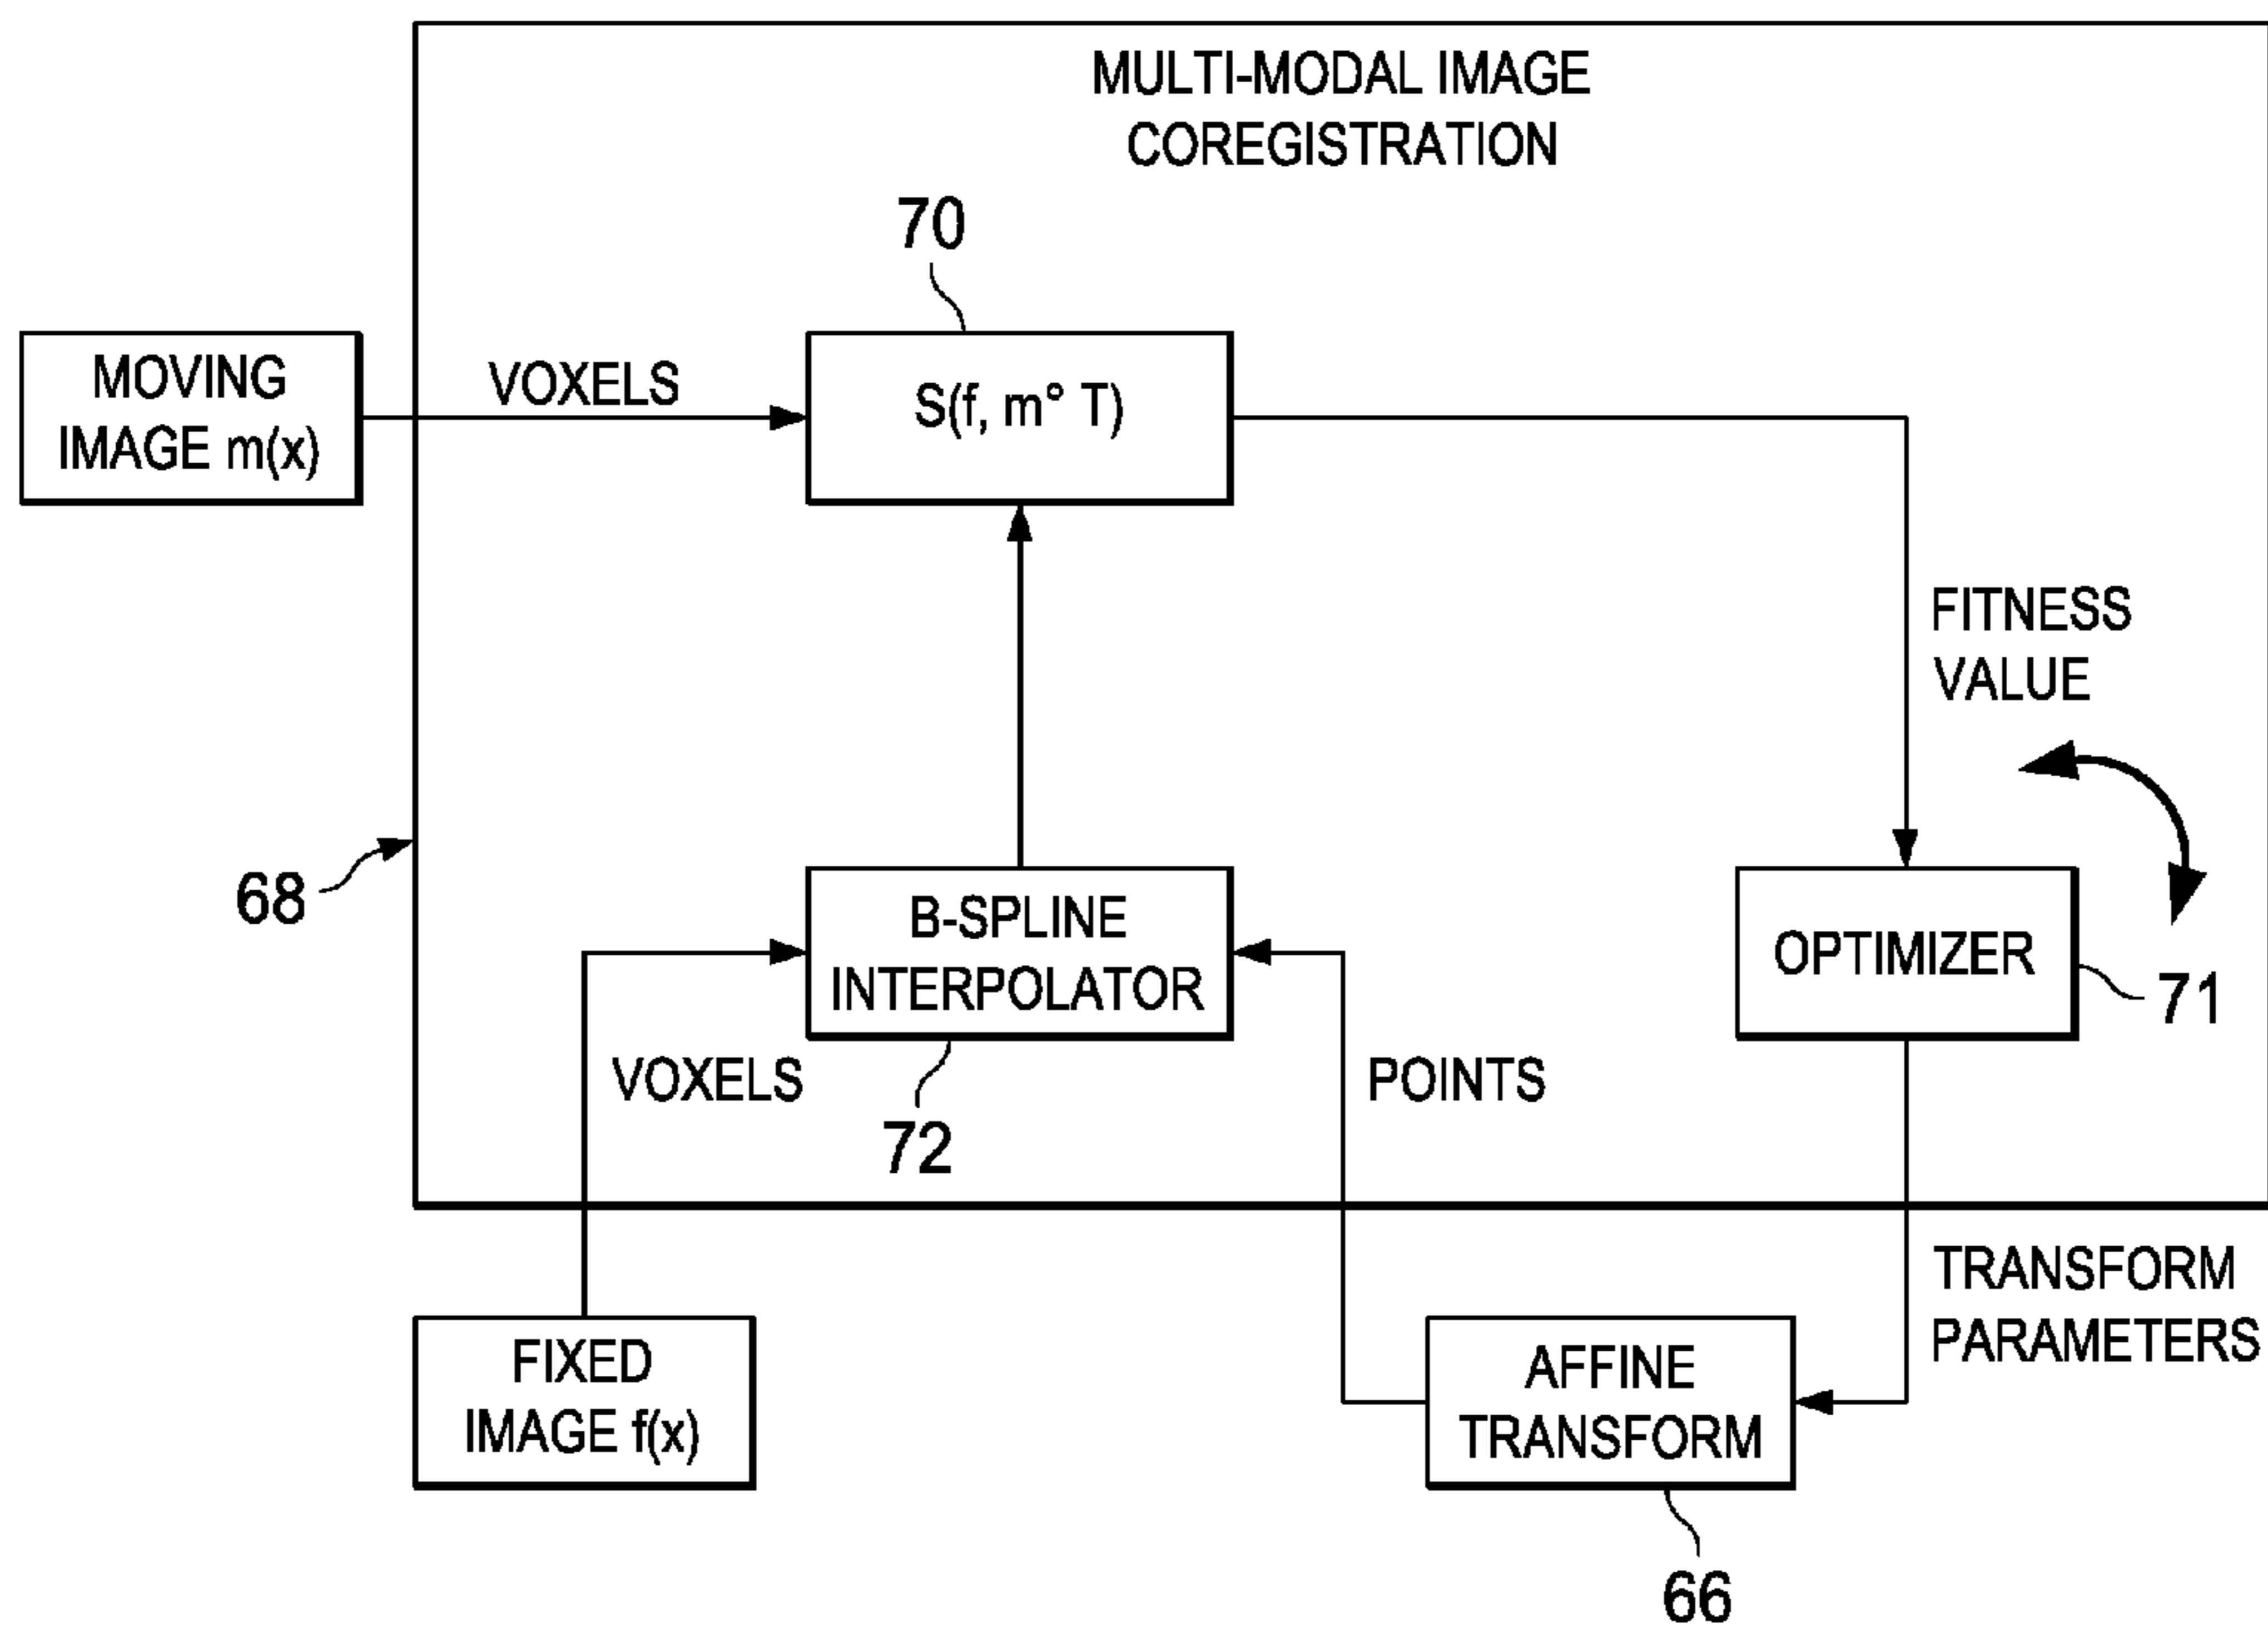 MULTI-MODAL IMAGE
COREGISTRATION
70
MOVING
IMAGE m(x)
VOXELS
S(f, m° T)
FITNESS
VALUE
68
B-SPLINE
INTERPOLATOR
OPTIMIZER
71
VOXELS
72
POINTS
TRANSFORM
PARAMETERS
FIXED
IMAGE f(x)
AFFINE
TRANSFORM
66